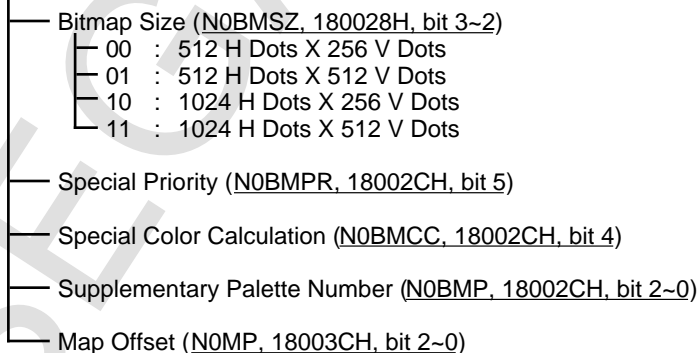 Bitmap Size (N0BMSZ, 180028H, bit 3~2)
00 : 512 H Dots X 256 V Dots
01 : 512 H Dots X 512 V Dots
10 : 1024 H Dots X 256 V Dots
11 : 1024 H Dots X 512 V Dots
Special Priority (N0BMPR, 18002CH, bit 5)
Special Color Calculation (N0BMCC, 18002CH, bit 4)
Supplementary Palette Number (N0BMP, 18002CH, bit 2~0)
Map Offset (N0MP, 18003CH, bit 2~0)